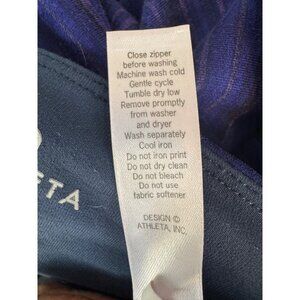 Close zipper
before washing
Machine wash cold
Gentle cycle
Tumble dry low
Remove promptly
from washer
and dryer
Wash separately
Cool iron
Do not iron print
Do not dry clean
Do not bleach
Do not use
fabric softener
DESIGN ©
ATHLETA, INC.
LETA